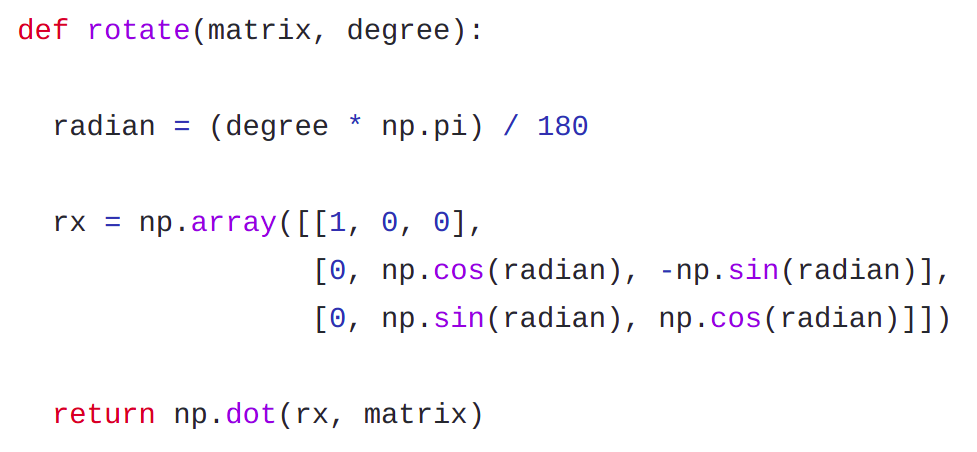 def rotate(matrix, degree):
radian = (degree * np.pi) / 180
rx = np.array([[1, 0, 0],
[0, np.cos(radian), -np.sin(radian)],
[0, np.sin(radian), np.cos(radian)]])
return np.dot(rx, matrix)